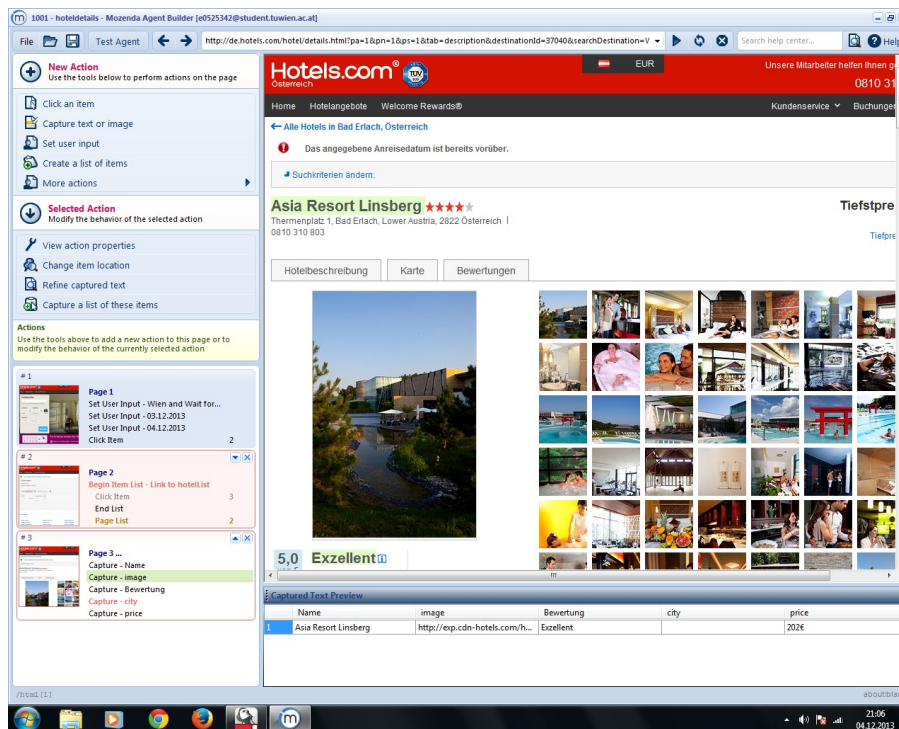 1001 - hoteldetails - Mozenda Agent Builder [e0525342@student.tuwien.ac.at]
File Test Agent http://de.hotels.com/hotel/details.html?pa=1&pn=1&ps=1&tab=description&destinationId=37040&searchDestination=V Search help center... Help
New Action
Use the tools below to perform actions on the page
Click an item
Capture text or image
Set user input
Create a list of items
More actions
Selected Action
Modify the behavior of the selected action
View action properties
Change item location
Refine captured text
Capture a list of these items
Actions
Use the tools above to add a new action to this page or to
modify the behavior of the currently selected action
# 1
Page 1
Set User Input - Wien and Wait for...
Set User Input - 03.12.2013
Set User Input - 04.12.2013
Click Item 2
# 2
Page 2
Begin Item List - Link to hotelList
Click Item 3
End List
Page List 2
# 3
Page 3 ...
Capture - Name
Capture - image
Capture - Bewertung
Capture - city
Capture - price
Hotels.com® TÜV EUR Unsere Mitarbeiter helfen Ihnen ge
Österreich 0810 31
Home Hotelangebote Welcome Rewards® Kundenservice Buchungen
Alle Hotels in Bad Erlach, Österreich
Das angegebene Anreisedatum ist bereits vorüber.
Suchkriterien ändern:
Asia Resort Linsberg Tiefstpre
Thermenplatz 1, Bad Erlach, Lower Austria, 2822 Österreich |
0810 310 803 Tiefpre
Hotelbeschreibung Karte Bewertungen
5,0 Exzellent
Captured Text Preview
Name image Bewertung city price
1 Asia Resort Linsberg http://exp.cdn-hotels.com/h... Exzellent 202€
/html[1] about:bla
21:06
04.12.2013